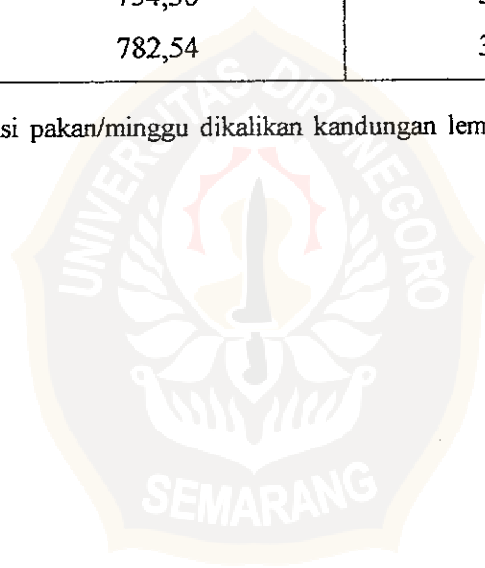 782,54
si pakan/minggu dikalikan kandungan lem
UNIVERSITAS DIPONEGORO
SEMARANG